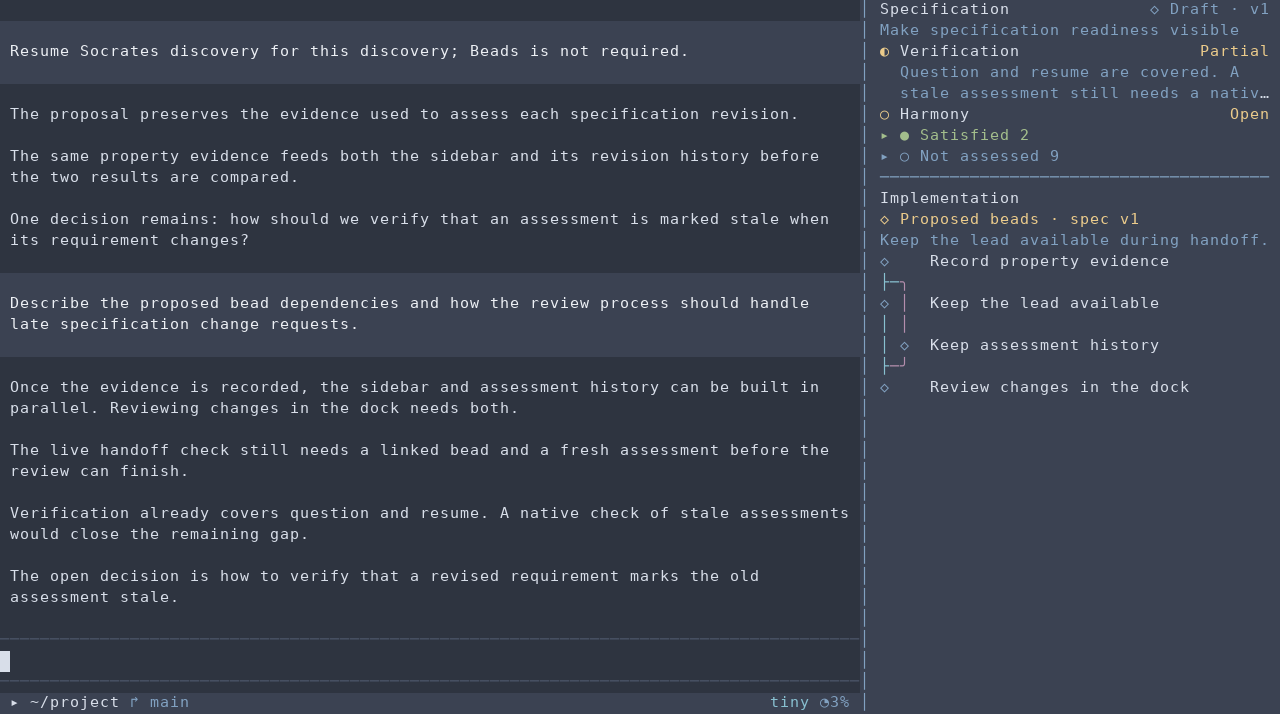 Resume Socrates discovery for this discovery; Beads is not required.
The proposal preserves the evidence used to assess each specification revision.
The same property evidence feeds both the sidebar and its revision history before
the two results are compared.
One decision remains: how should we verify that an assessment is marked stale when
its requirement changes?
Describe the proposed bead dependencies and how the review process should handle
late specification change requests.
Once the evidence is recorded, the sidebar and assessment history can be built in
parallel. Reviewing changes in the dock needs both.
The live handoff check still needs a linked bead and a fresh assessment before the
review can finish.
Verification already covers question and resume. A native check of stale assessments
would close the remaining gap.
The open decision is how to verify that a revised requirement marks the old
assessment stale.
▸ ~/project ↱ main tiny ◔3%
Specification ◇ Draft · v1
Make specification readiness visible
◐ Verification Partial
Question and resume are covered. A
stale assessment still needs a nativ…
○ Harmony Open
▸ ● Satisfied 2
▸ ○ Not assessed 9
Implementation
◇ Proposed beads · spec v1
Keep the lead available during handoff.
◇ Record property evidence
◇ Keep the lead available
◇ Keep assessment history
◇ Review changes in the dock